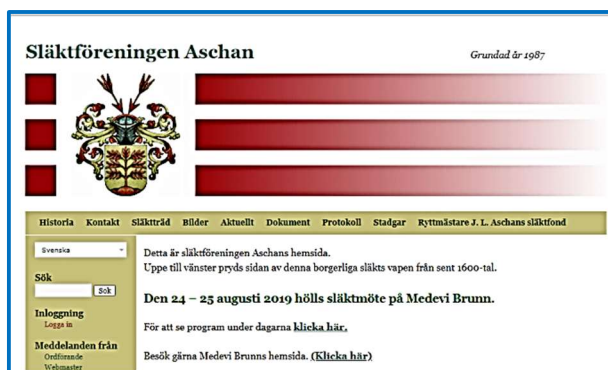 Släktföreningen Aschan
Grundad år 1987
Historia Kontakt Släktträd Bilder Aktuellt Dokument Protokoll Stadgar Ryttmästare J. L. Aschans släktfond
Svenska
Sök
Sök
Inloggning
Logga in
Meddelanden från
Ordförande
Webmaster
Detta är släktföreningen Aschans hemsida.
Uppe till vänster pryds sidan av denna borgerliga släkts vapen från sent 1600-tal.
Den 24 – 25 augusti 2019 hölls släktmöte på Medevi Brunn.
För att se program under dagarna klicka här.
Besök gärna Medevi Brunns hemsida. (Klicka här)